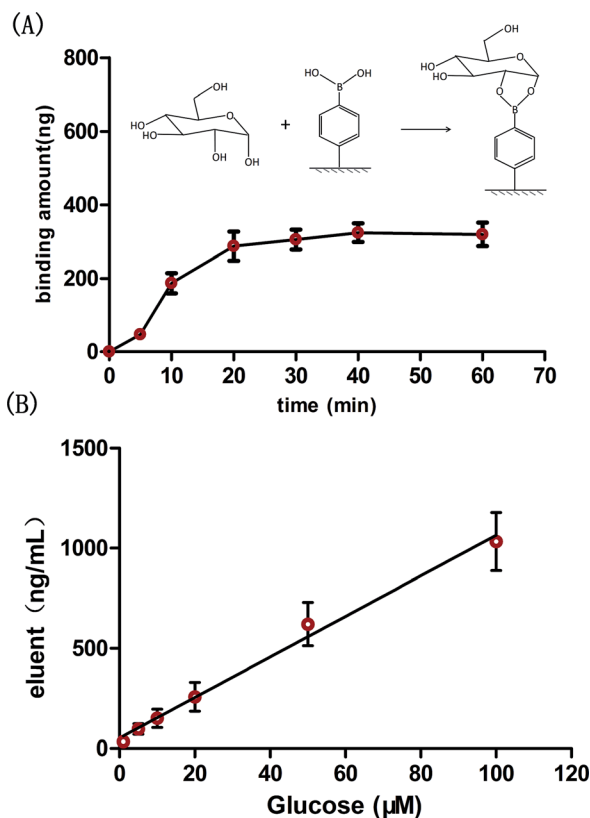 (A)
800
600
400
200
0
binding amount(ng)
0 10 20 30 40 50 60 70
time (min)
HO
OH
O
HO
HO
OH
OH
+
HO
OH
B
OH
HO
O
HO
HO
O
O
B
(B)
1500
1000
500
0
eluent（ng/mL）
0 20 40 60 80 100 120
Glucose (µM)